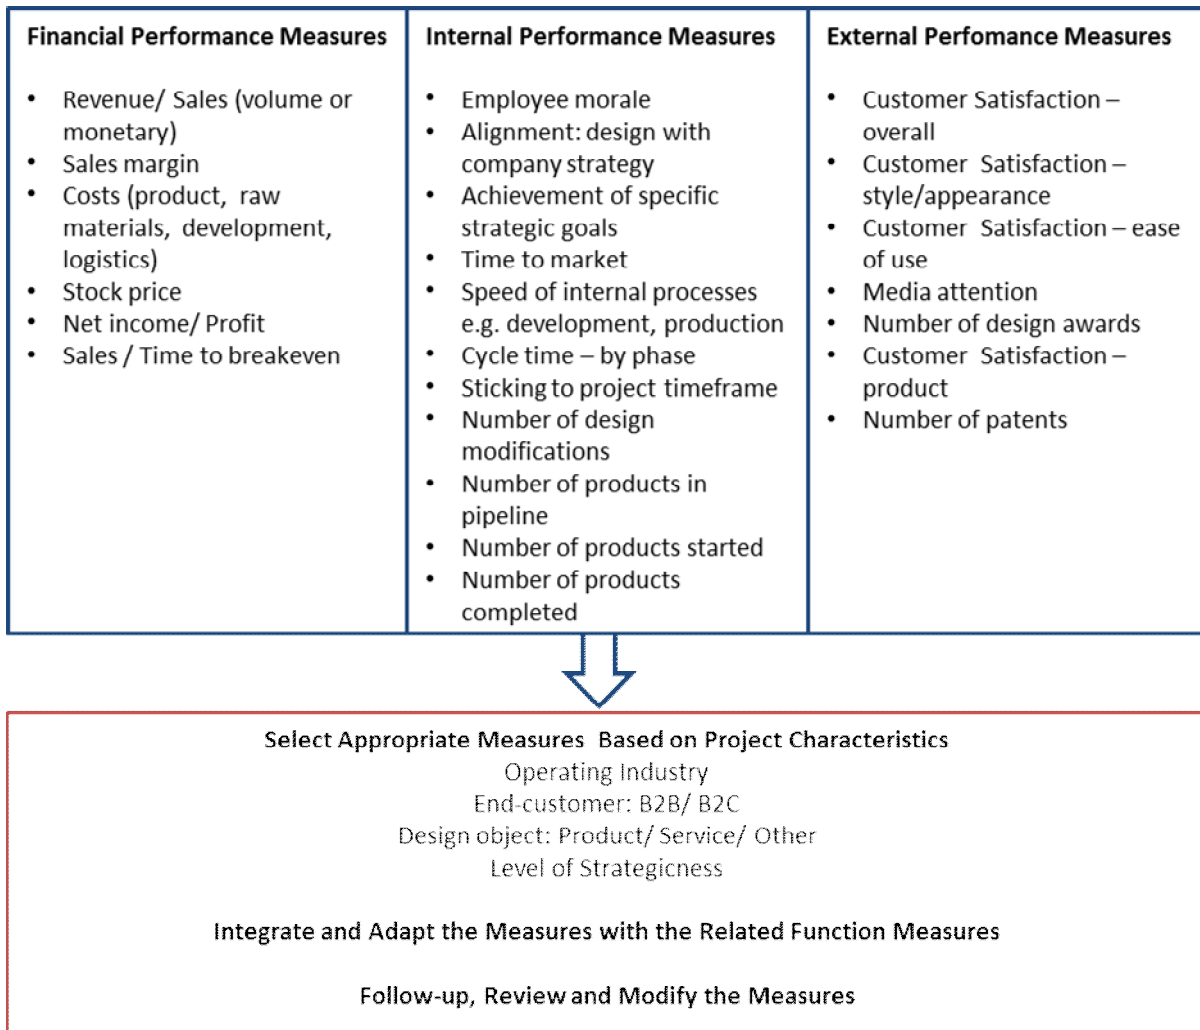 Financial Performance Measures
• Revenue/ Sales (volume or
monetary)
• Sales margin
• Costs (product, raw
materials, development,
logistics)
• Stock price
• Net income/ Profit
• Sales / Time to breakeven
Internal Performance Measures
• Employee morale
• Alignment: design with
company strategy
• Achievement of specific
strategic goals
• Time to market
• Speed of internal processes
e.g. development, production
• Cycle time – by phase
• Sticking to project timeframe
• Number of design
modifications
• Number of products in
pipeline
• Number of products started
• Number of products
completed
External Perfomance Measures
• Customer Satisfaction –
overall
• Customer Satisfaction –
style/appearance
• Customer Satisfaction – ease
of use
• Media attention
• Number of design awards
• Customer Satisfaction –
product
• Number of patents
Select Appropriate Measures Based on Project Characteristics
Operating Industry
End-customer: B2B/ B2C
Design object: Product/ Service/ Other
Level of Strategicness
Integrate and Adapt the Measures with the Related Function Measures
Follow-up, Review and Modify the Measures